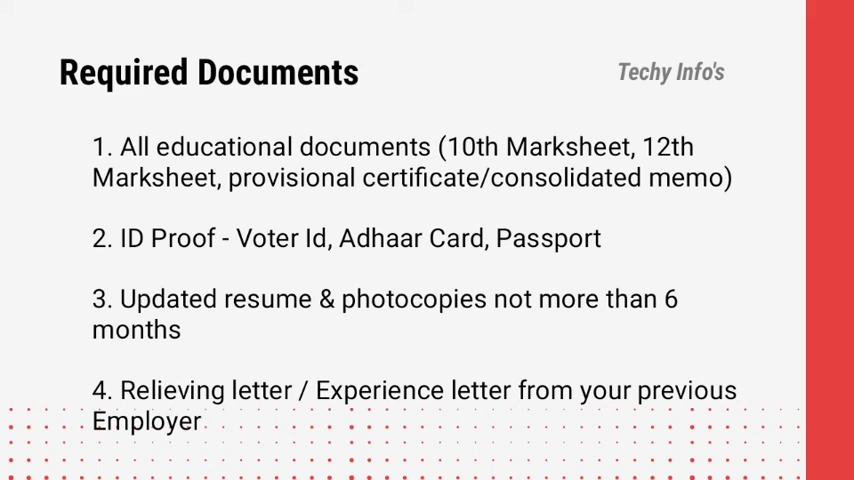 Required Documents
Techy Info's
1. All educational documents (10th Marksheet, 12th
Marksheet, provisional certificate/consolidated memo)
2. ID Proof - Voter Id, Adhaar Card, Passport
3. Updated resume & photocopies not more than 6
months
4. Relieving letter / Experience letter from your previous
Employer